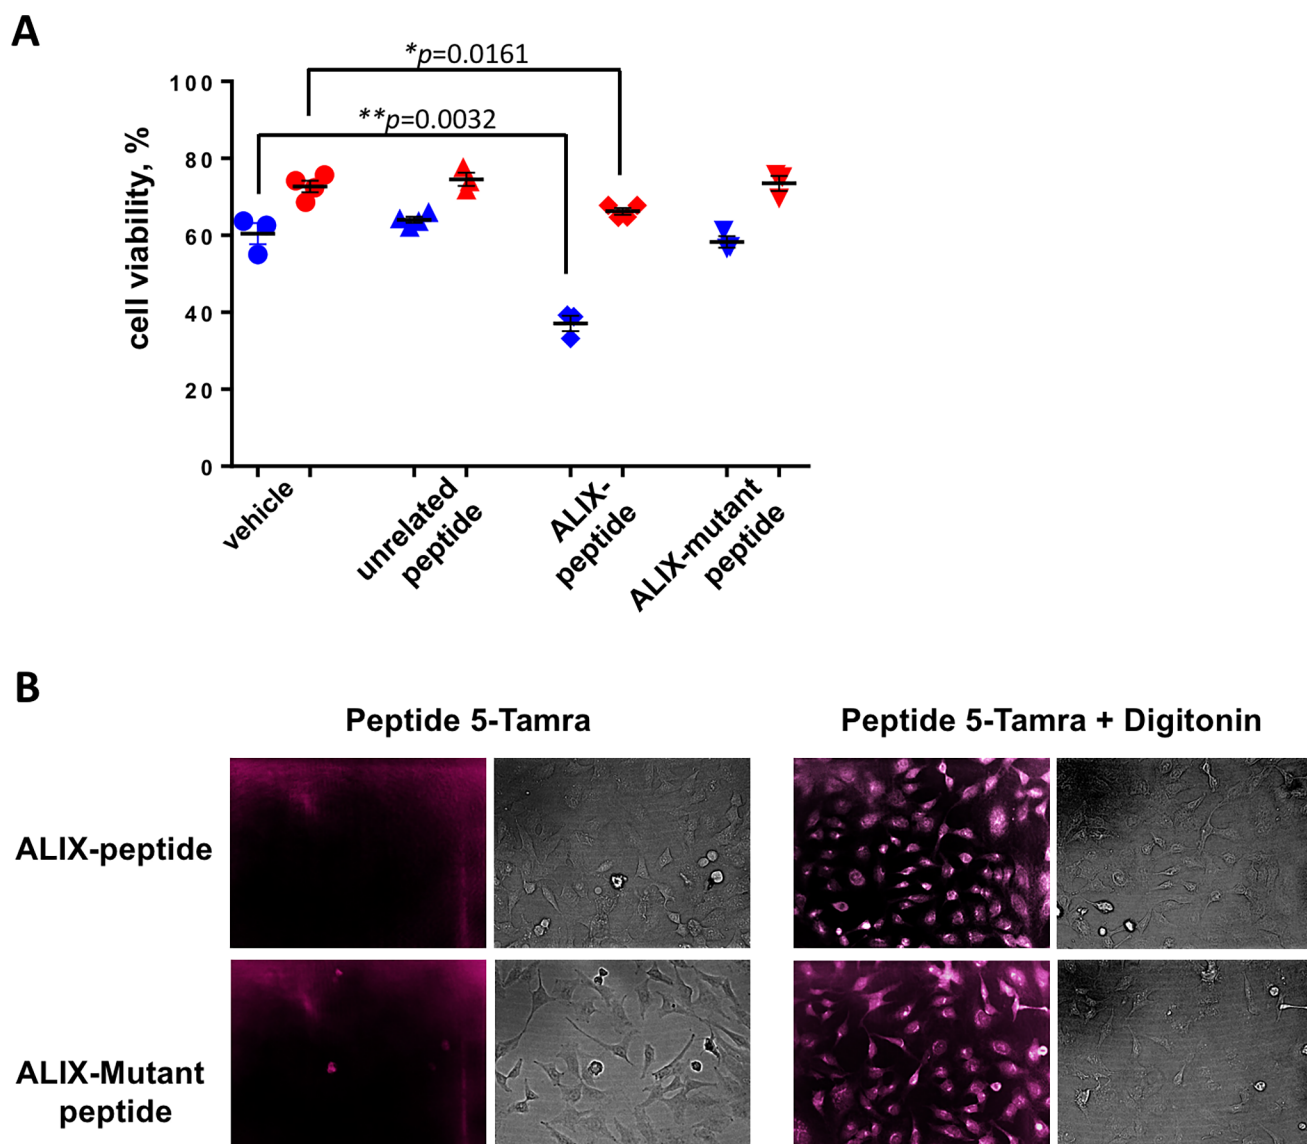 A
*p=0.0161
**p=0.0032
cell viability, %
100
80
60
40
20
0
vehicle
unrelated
peptide
ALIX-
peptide
ALIX-mutant
peptide
B
Peptide 5-Tamra
Peptide 5-Tamra + Digitonin
ALIX-peptide
ALIX-Mutant
peptide